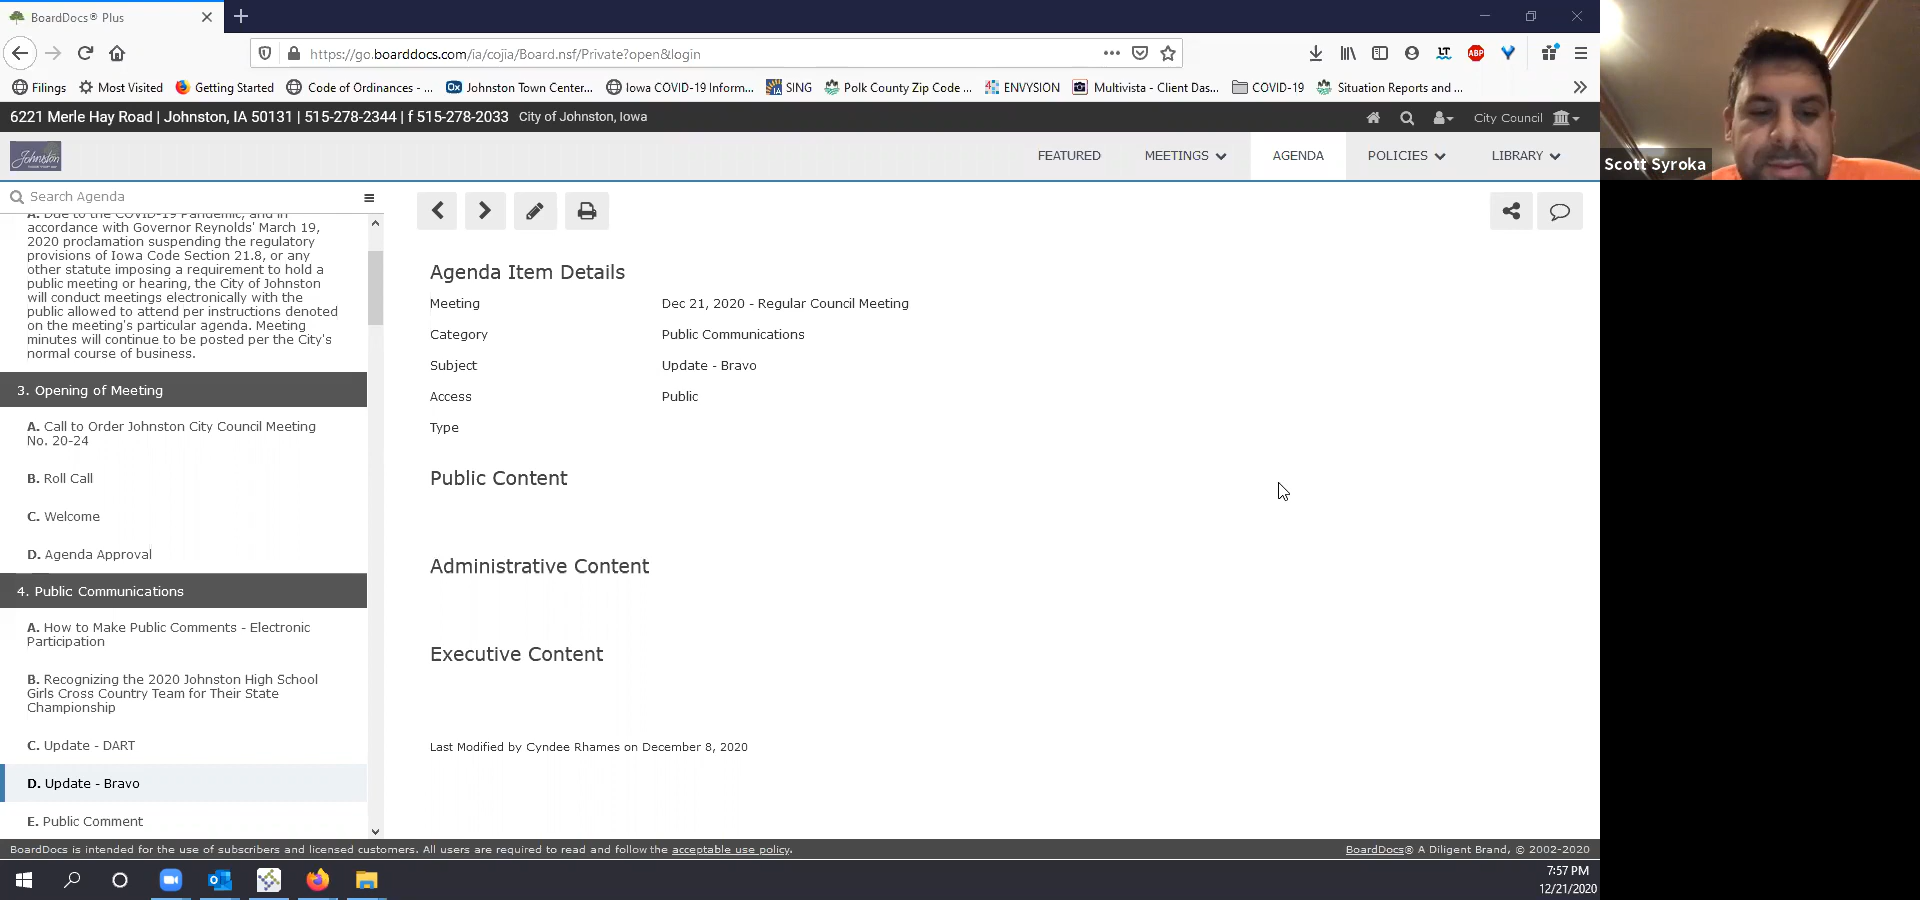 BoardDocs® Plus
https://go.boarddocs.com/ia/cojia/Board.nsf/Private?open&login
Filings
Most Visited
Getting Started
Code of Ordinances - ...
Johnston Town Center...
Iowa COVID-19 Inform...
SING
Polk County Zip Code ...
ENVYSION
Multivista - Client Das...
COVID-19
Situation Reports and ...
6221 Merle Hay Road | Johnston, IA 50131 | 515-278-2344 | f 515-278-2033 City of Johnston, Iowa
City Council
Johnston
FEATURED
MEETINGS
AGENDA
POLICIES
LIBRARY
Search Agenda
A. Due to the COVID-19 Pandemic, and in
accordance with Governor Reynolds' March 19,
2020 proclamation suspending the regulatory
provisions of Iowa Code Section 21.8, or any
other statute imposing a requirement to hold a
public meeting or hearing, the City of Johnston
will conduct meetings electronically with the
public allowed to attend per instructions denoted
on the meeting's particular agenda. Meeting
minutes will continue to be posted per the City's
normal course of business.
3. Opening of Meeting
A. Call to Order Johnston City Council Meeting
No. 20-24
B. Roll Call
C. Welcome
D. Agenda Approval
4. Public Communications
A. How to Make Public Comments - Electronic
Participation
B. Recognizing the 2020 Johnston High School
Girls Cross Country Team for Their State
Championship
C. Update - DART
D. Update - Bravo
E. Public Comment
Agenda Item Details
Meeting Dec 21, 2020 - Regular Council Meeting
Category Public Communications
Subject Update - Bravo
Access Public
Type
Public Content
Administrative Content
Executive Content
Last Modified by Cyndee Rhames on December 8, 2020
BoardDocs is intended for the use of subscribers and licensed customers. All users are required to read and follow the acceptable use policy.
BoardDocs® A Diligent Brand, © 2002-2020
7:57 PM
12/21/2020
Scott Syroka
LT
ABP